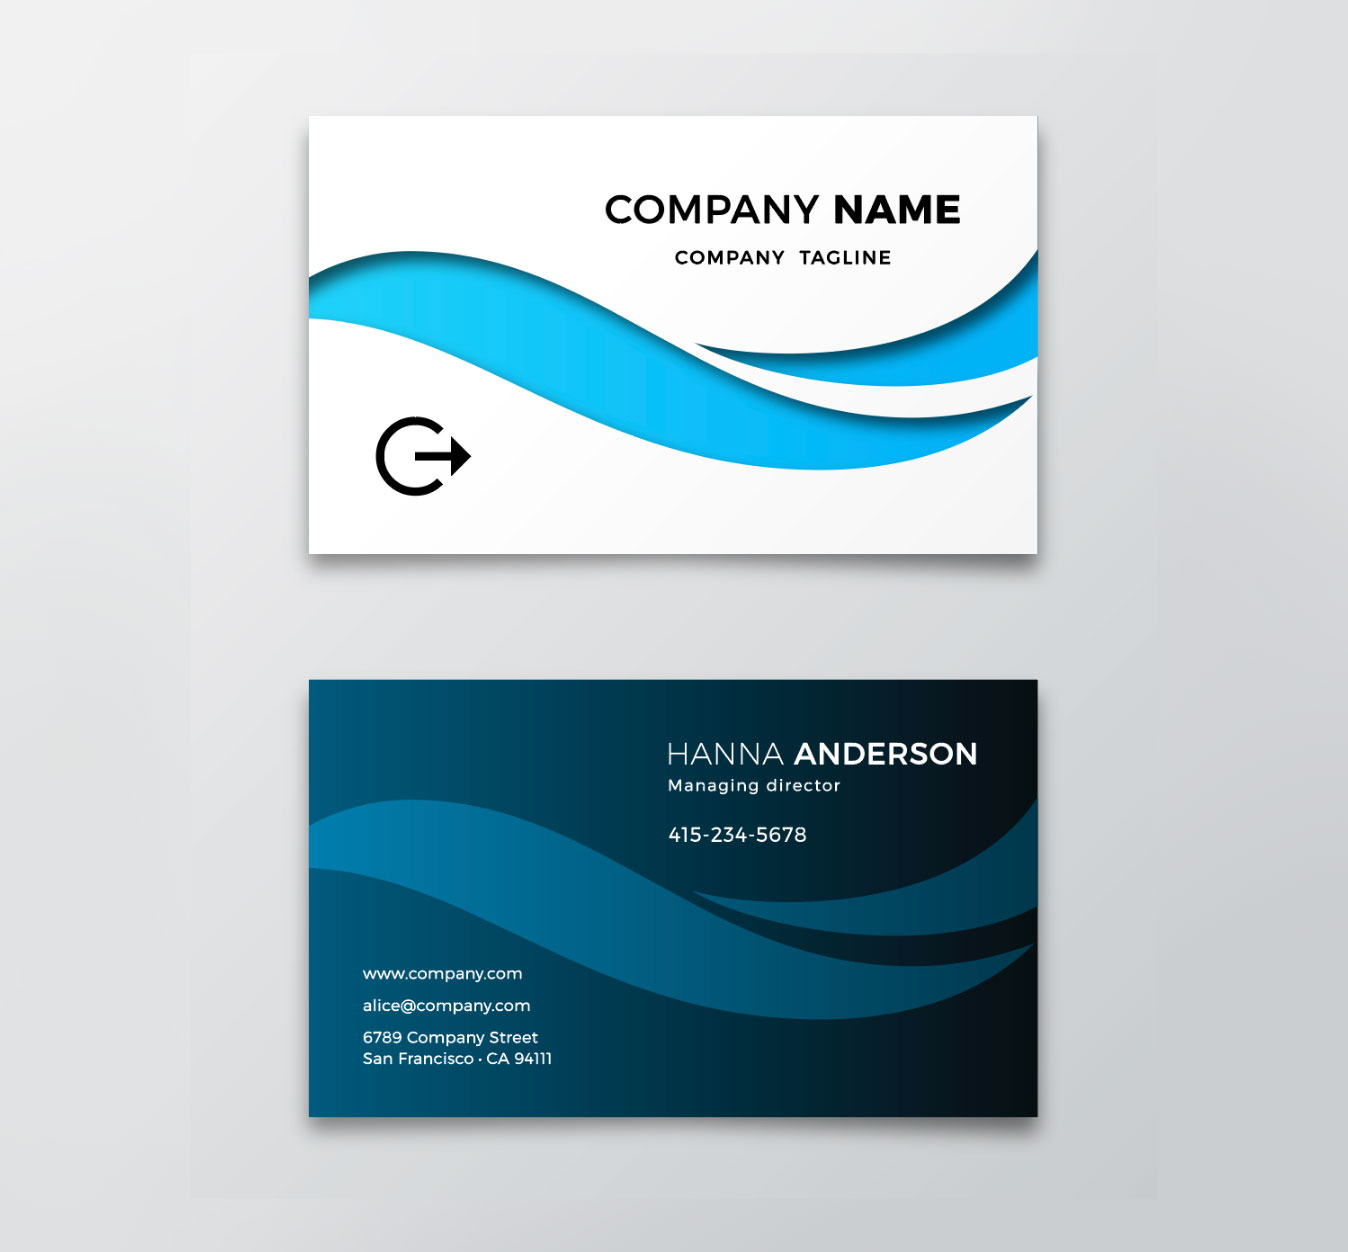 COMPANY NAME
COMPANY TAGLINE
HANNA ANDERSON
Managing director
415-234-5678
www.company.com
alice@company.com
6789 Company Street
San Francisco • CA 94111